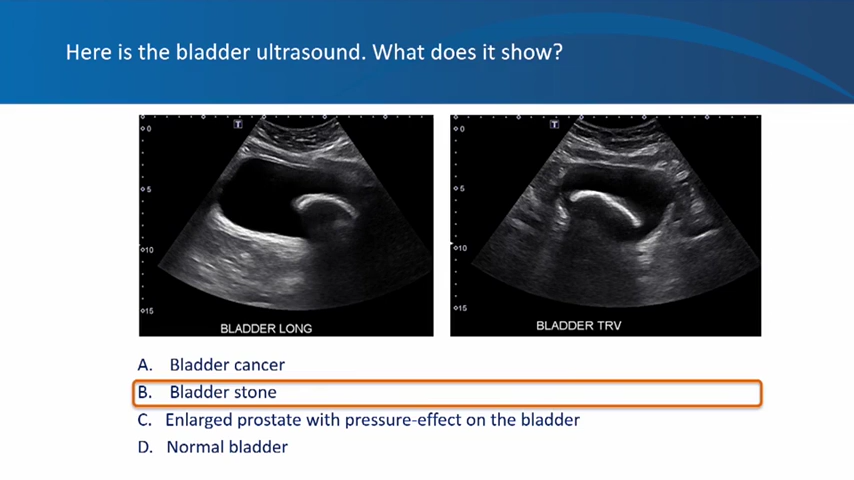 Here is the bladder ultrasound. What does it show?
T
T
0
5
10
15
0
5
10
15
BLADDER LONG
BLADDER TRV
A. Bladder cancer
B. Bladder stone
C. Enlarged prostate with pressure-effect on the bladder
D. Normal bladder